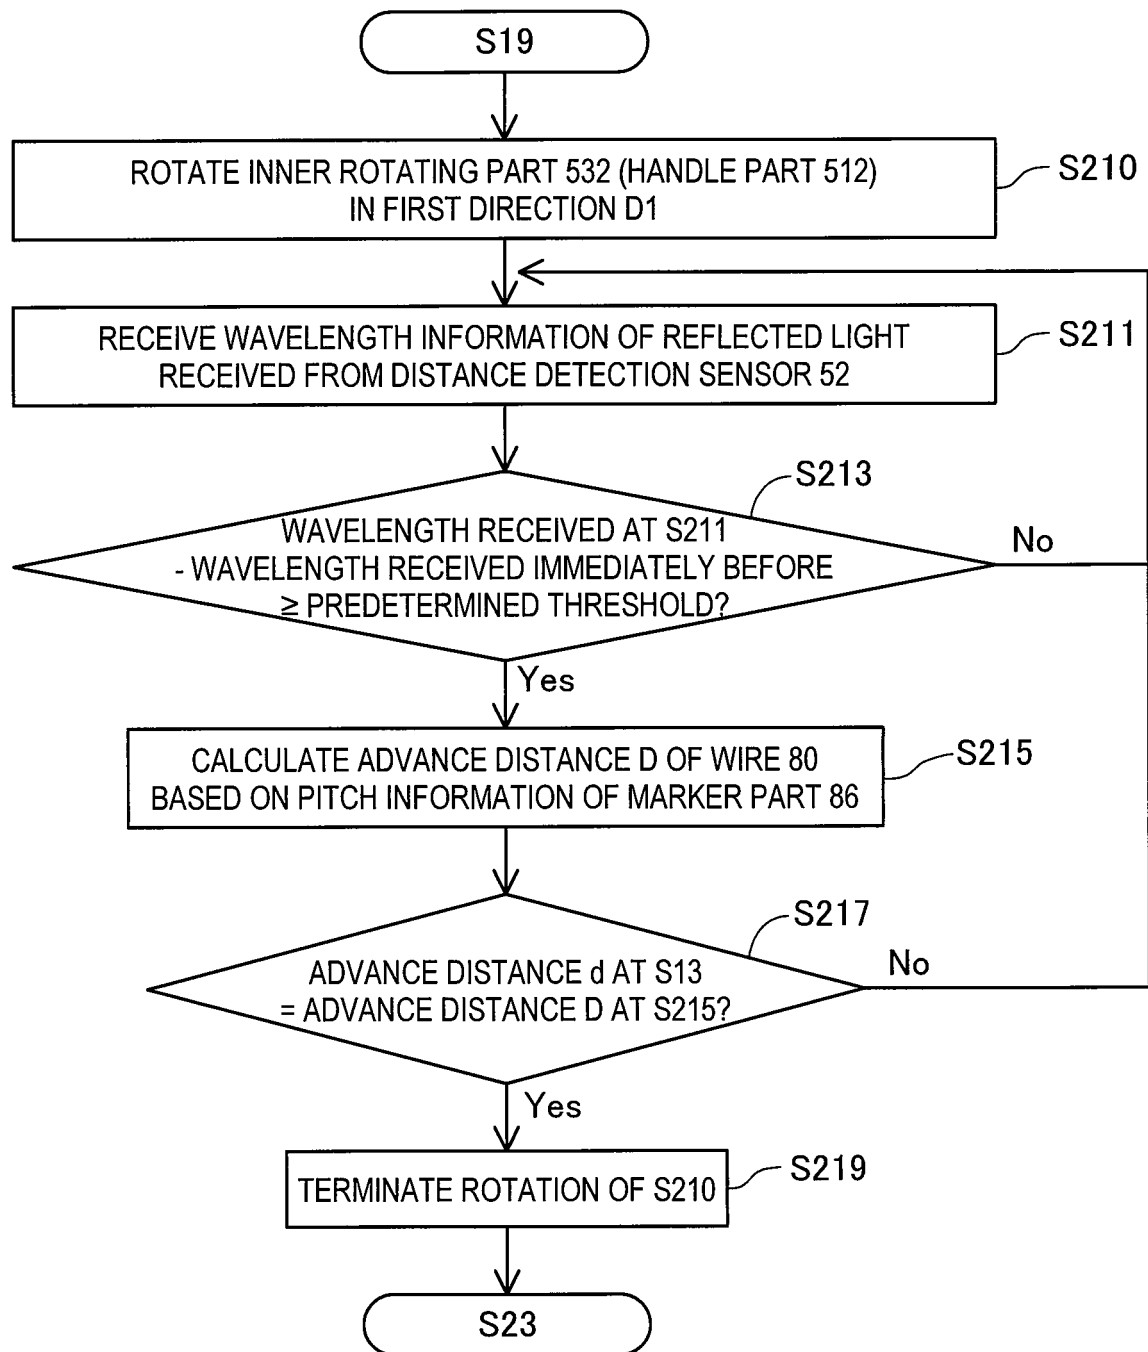 S19
ROTATE INNER ROTATING PART 532 (HANDLE PART 512)
IN FIRST DIRECTION D1
S210
RECEIVE WAVELENGTH INFORMATION OF REFLECTED LIGHT
RECEIVED FROM DISTANCE DETECTION SENSOR 52
S211
S213
WAVELENGTH RECEIVED AT S211
- WAVELENGTH RECEIVED IMMEDIATELY BEFORE
≥ PREDETERMINED THRESHOLD?
No
Yes
CALCULATE ADVANCE DISTANCE D OF WIRE 80
BASED ON PITCH INFORMATION OF MARKER PART 86
S215
S217
ADVANCE DISTANCE d AT S13
= ADVANCE DISTANCE D AT S215?
No
Yes
TERMINATE ROTATION OF S210
S219
S23